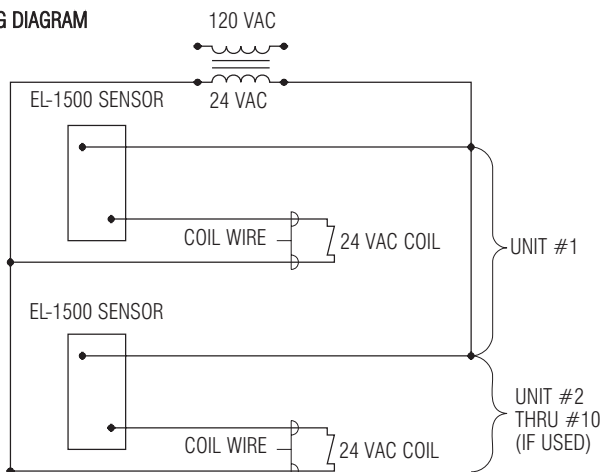 G DIAGRAM
120 VAC
24 VAC
EL-1500 SENSOR
COIL WIRE
24 VAC COIL
UNIT #1
EL-1500 SENSOR
COIL WIRE
24 VAC COIL
UNIT #2
THRU #10
(IF USED)